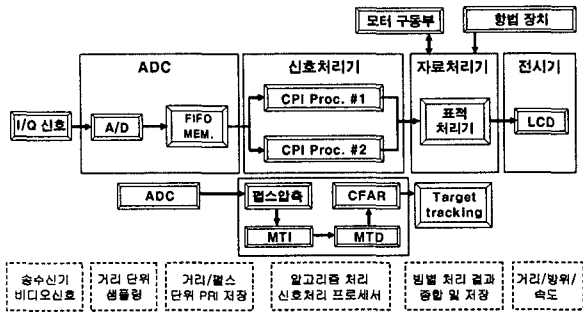 모터 구동부
항법 장치
ADC
신호처리기
자료처리기
전시기
I/Q 신호
A/D
FIFO
MEM.
CPI Proc. #1
CPI Proc. #2
표적
처리기
LCD
ADC
펄스압축
CFAR
Target
tracking
MTI
MTD
송수신기
비디오신호
거리 단위
샘플링
거리/펄스
단위 PRI 저장
알고리즘 처리
신호처리 프로세서
빔별 처리 결과
종합 및 저장
거리/방위/
속도